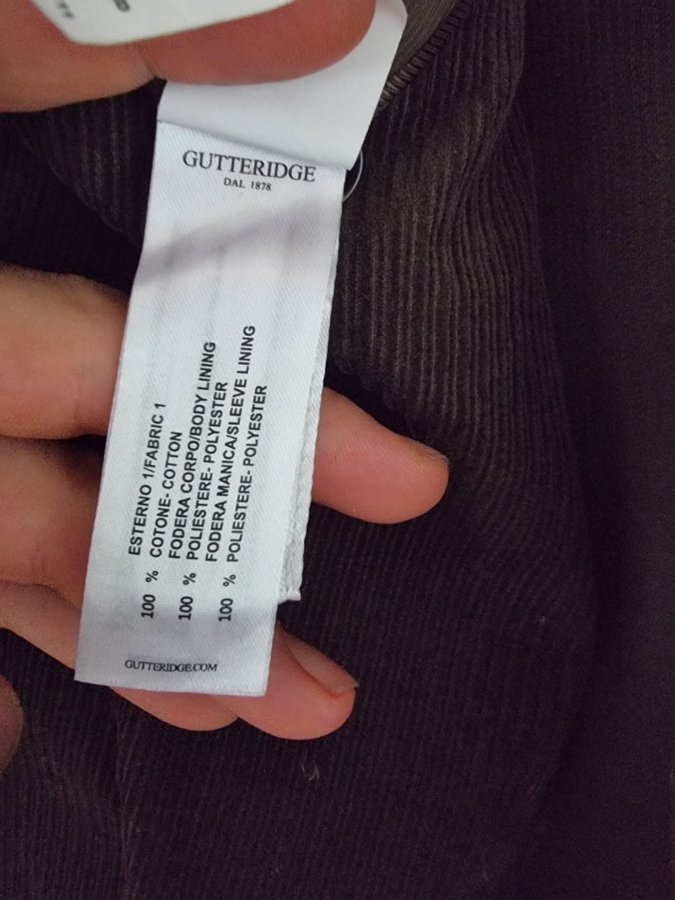 GUTTERIDGE
DAL 1878
ESTERNO 1/FABRIC 1
100 % COTONE- COTTON
FODERA CORPO/BODY LINING
100 % POLIESTERE- POLYESTER
FODERA MANICA/SLEEVE LINING
100 % POLIESTERE- POLYESTER
GUTTERIDGE.COM